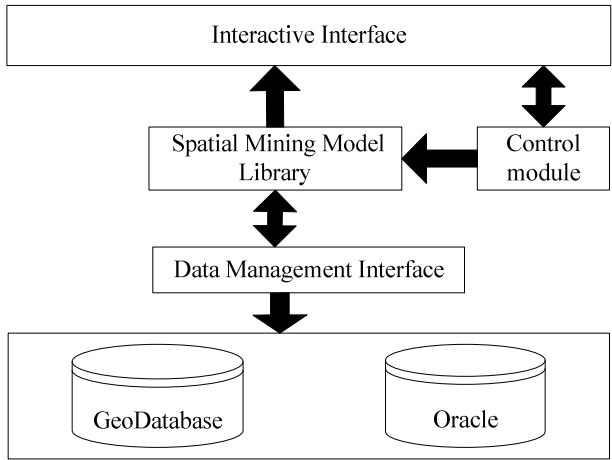 Interactive Interface
Spatial Mining Model
Library
Control
module
Data Management Interface
GeoDatabase
Oracle